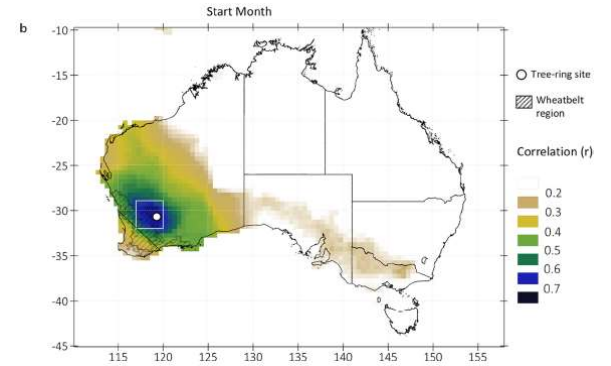 Start Month
b
-10
-15
-20
-25
-30
-35
-40
-45
115 120 125 130 135 140 145 150 155
Tree-ring site
Wheatbelt
region
Correlation (r)
0.2
0.3
0.4
0.5
0.6
0.7